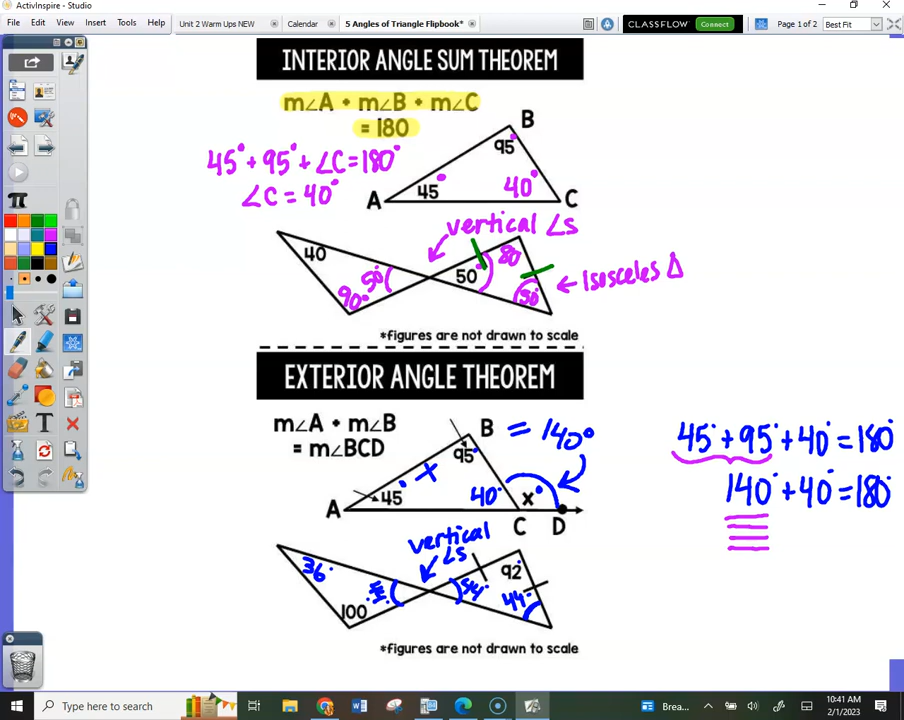 ActivInspire - Studio
File Edit View Insert Tools Help
Unit 2 Warm Ups NEW
Calendar
5 Angles of Triangle Flipbook*
CLASSFLOW Connect
Page 1 of 2
Best Fit
INTERIOR ANGLE SUM THEOREM
m∠A + m∠B + m∠C
= 180
B
95°
45°+95°+∠C=180°
∠C=40°
A
45°
40°
C
vertical ∠s
40
50°
90°
50°
80
50°
← Isosceles Δ
*figures are not drawn to scale
EXTERIOR ANGLE THEOREM
m∠A + m∠B
= m∠BCD
B = 140°
95°
45°
x
40°
x°
A
C
D
45°+95°+40°=180°
140°+40°=180°
vertical
∠s
36°
100
54°
92
44°
*figures are not drawn to scale
Type here to search
Brea...
10:41 AM
2/1/2023